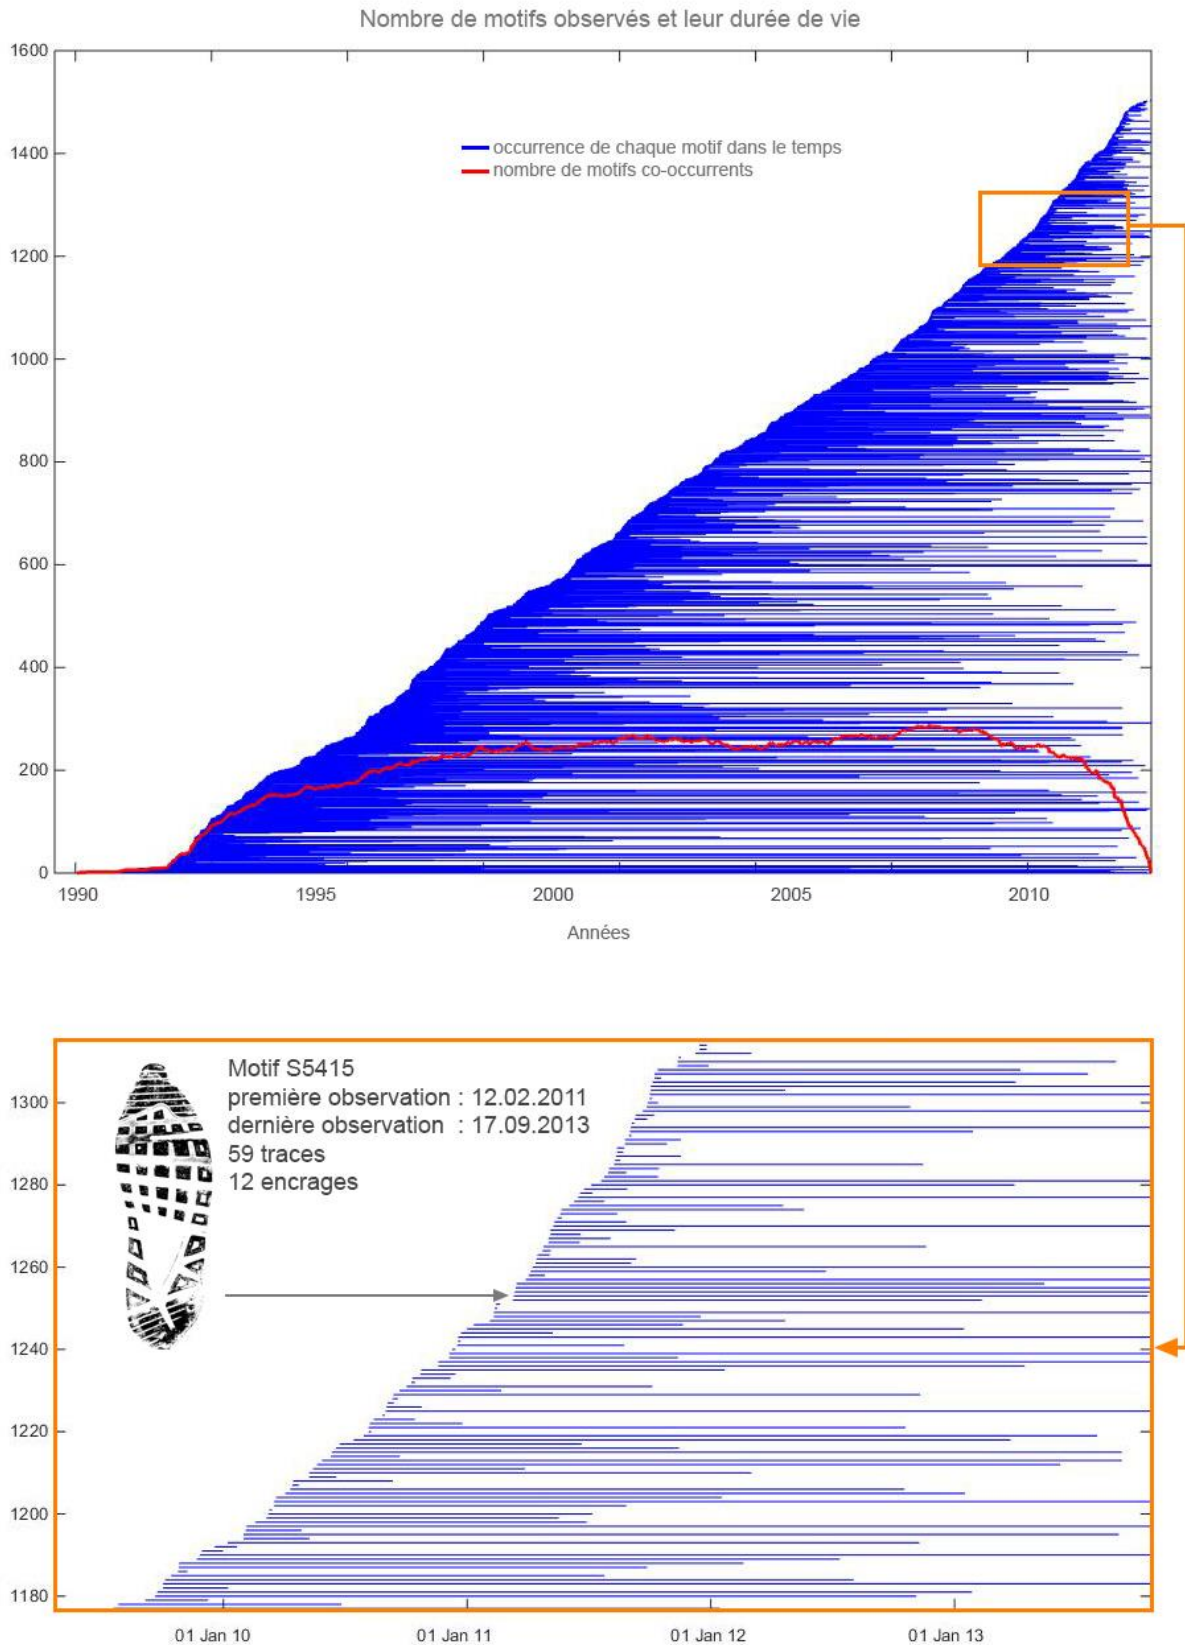 Nombre de motifs observés et leur durée de vie
1600
1400
1200
1000
800
600
400
200
0
occurrence de chaque motif dans le temps
nombre de motifs co-occurrents
1990 1995 2000 2005 2010
Années
Motif S5415
première observation : 12.02.2011
dernière observation : 17.09.2013
59 traces
12 encrages
1300
1280
1260
1240
1220
1200
1180
01 Jan 10 01 Jan 11 01 Jan 12 01 Jan 13